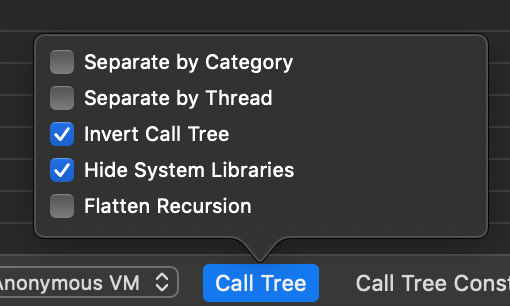 Separate by Category
Separate by Thread
Invert Call Tree
Hide System Libraries
Flatten Recursion
Anonymous VM
Call Tree
Call Tree Const